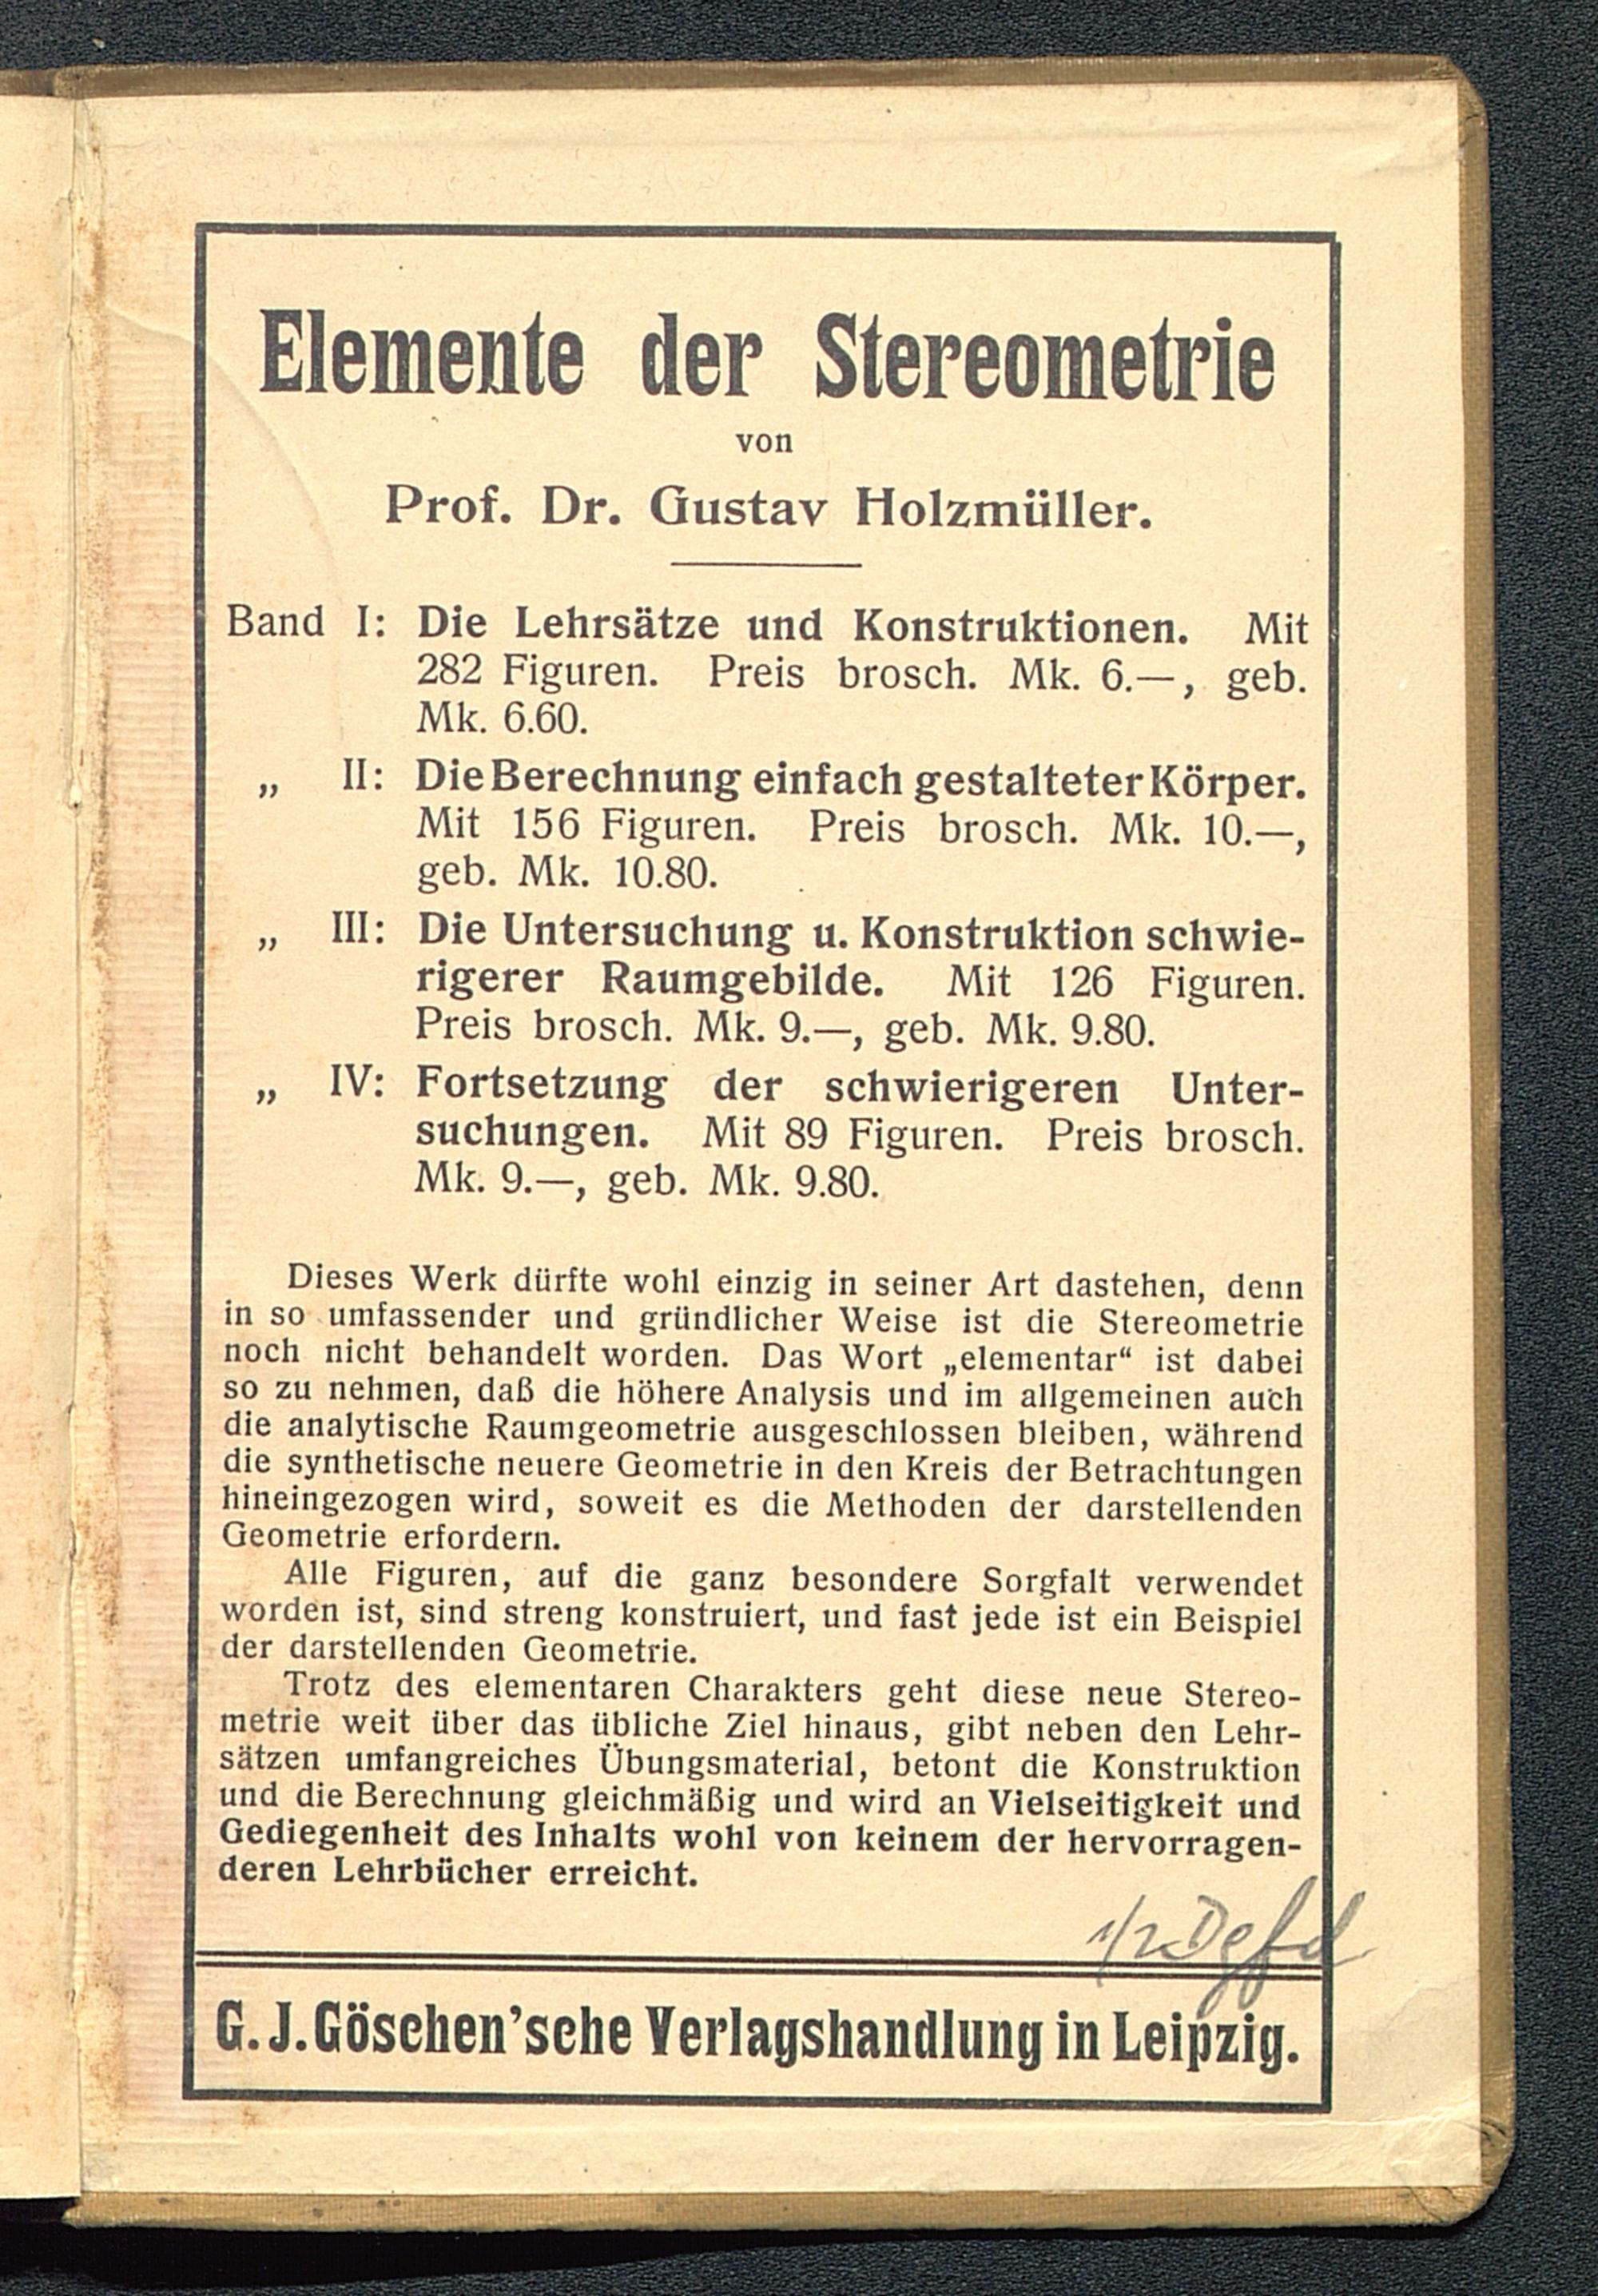 Elemente der Stereometrie
von
Prof. Dr. Gustav Holzmüller.
Band I: Die Lehrsätze und Konstruktionen. Mit
282 Figuren. Preis brosch. Mk. 6.—, geb.
Mk. 6.60.
„ II: Die Berechnung einfach gestalteter Körper.
Mit 156 Figuren. Preis brosch. Mk. 10.—,
geb. Mk. 10.80.
„ III: Die Untersuchung u. Konstruktion schwie-
rigerer Raumgebilde. Mit 126 Figuren.
Preis brosch. Mk. 9.—, geb. Mk. 9.80.
„ IV: Fortsetzung der schwierigeren Unter-
suchungen. Mit 89 Figuren. Preis brosch.
Mk. 9.—, geb. Mk. 9.80.
Dieses Werk dürfte wohl einzig in seiner Art dastehen, denn
in so umfassender und gründlicher Weise ist die Stereometrie
noch nicht behandelt worden. Das Wort „elementar“ ist dabei
so zu nehmen, daß die höhere Analysis und im allgemeinen auch
die analytische Raumgeometrie ausgeschlossen bleiben, während
die synthetische neuere Geometrie in den Kreis der Betrachtungen
hineingezogen wird, soweit es die Methoden der darstellenden
Geometrie erfordern.
Alle Figuren, auf die ganz besondere Sorgfalt verwendet
worden ist, sind streng konstruiert, und fast jede ist ein Beispiel
der darstellenden Geometrie.
Trotz des elementaren Charakters geht diese neue Stereo-
metrie weit über das übliche Ziel hinaus, gibt neben den Lehr-
sätzen umfangreiches Übungsmaterial, betont die Konstruktion
und die Berechnung gleichmäßig und wird an Vielseitigkeit und
Gediegenheit des Inhalts wohl von keinem der hervorragen-
deren Lehrbücher erreicht.
G. J. Göschen'sche Verlagshandlung in Leipzig.